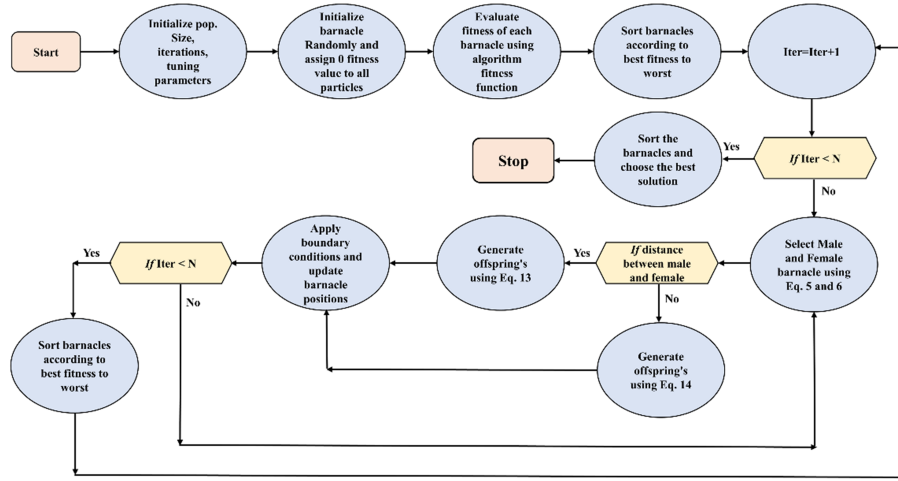 Start
Initialize pop.
Size,
iterations,
tuning
parameters
Initialize
barnacle
Randomly and
assign 0 fitness
value to all
particles
Evaluate
fitness of each
barnacle using
algorithm
fitness
function
Sort barnacles
according to
best fitness to
worst
Iter=Iter+1
If Iter < N
Yes
No
Sort the
barnacles and
choose the best
solution
Stop
Select Male
and Female
barnacle using
Eq. 5 and 6
If distance
between male
and female
Yes
No
Generate
offspring's
using Eq. 13
Generate
offspring's
using Eq. 14
Apply
boundary
conditions and
update
barnacle
positions
If Iter < N
Yes
No
Sort barnacles
according to
best fitness to
worst